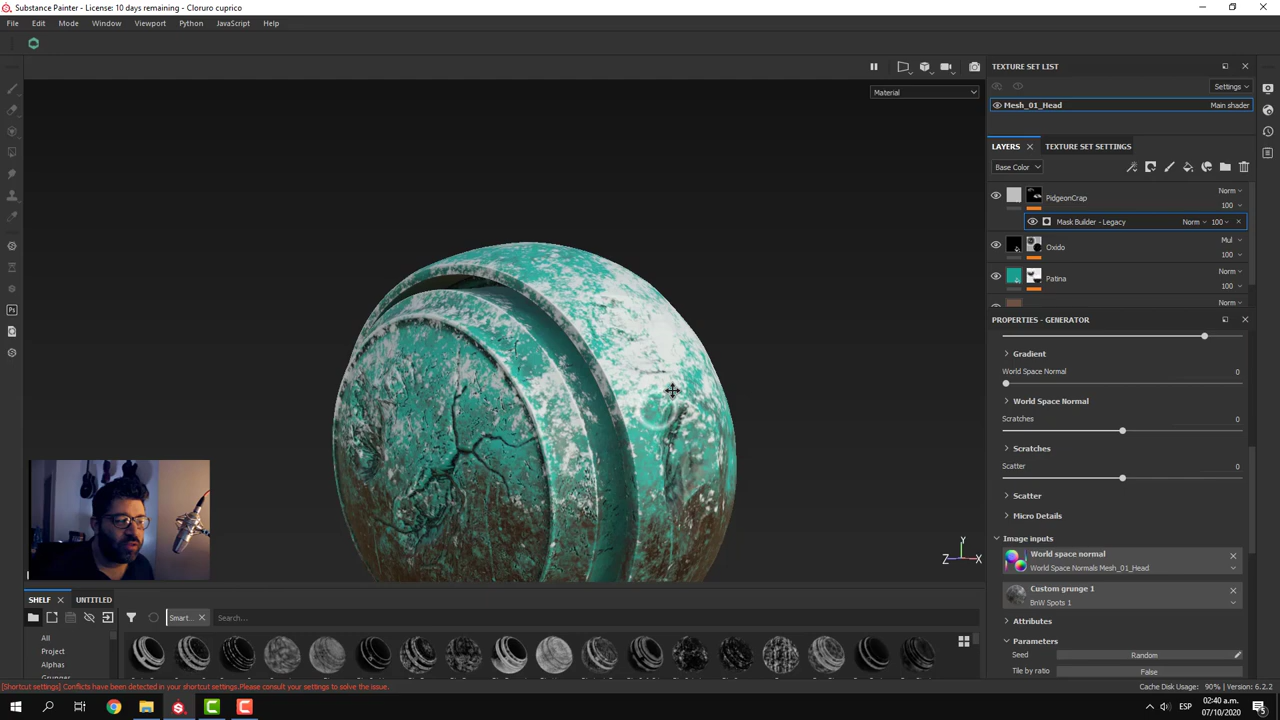 Substance Painter - License: 10 days remaining - Cloruro cuprico
File Edit Mode Window Viewport Python JavaScript Help
Material
TEXTURE SET LIST
Settings
Mesh_01_Head Main shader
LAYERS TEXTURE SET SETTINGS
Base Color
PidgeonCrap Norm
100
Mask Builder - Legacy Norm 100
Oxido Mul
100
Patina Norm
100
Norm
PROPERTIES - GENERATOR
Gradient
World Space Normal 0
World Space Normal
Scratches 0
Scratches
Scatter 0
Scatter
Micro Details
Image inputs
World space normal
World Space Normals Mesh_01_Head
Custom grunge 1
BnW Spots 1
Attributes
Parameters
Seed Random
Tile by ratio False
Y
Z X
SHELF UNTITLED
Smart... Search...
All
Project
Alphas
Ps
[Shortcut settings] Conflicts have been detected in your shortcut settings.Please consult your settings to solve the issue.
Cache Disk Usage: 90% | Version: 6.2.2
ESP
02:40 a.m.
07/10/2020
5